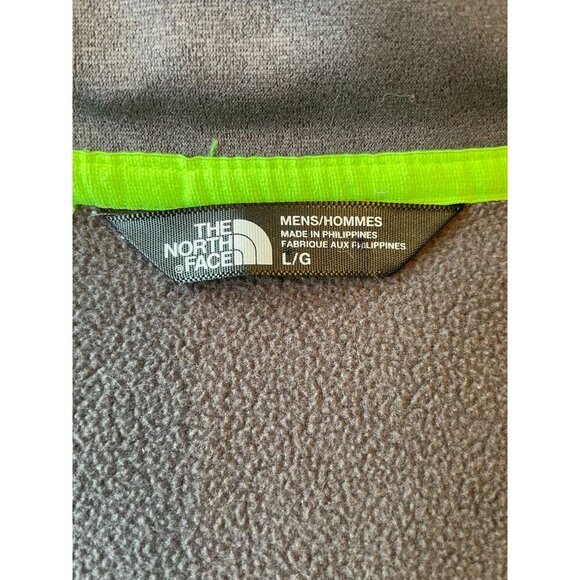 THE
NORTH
®FACE
MENS/HOMMES
MADE IN PHILIPPINES
FABRIQUE AUX PHILIPPINES
L/G